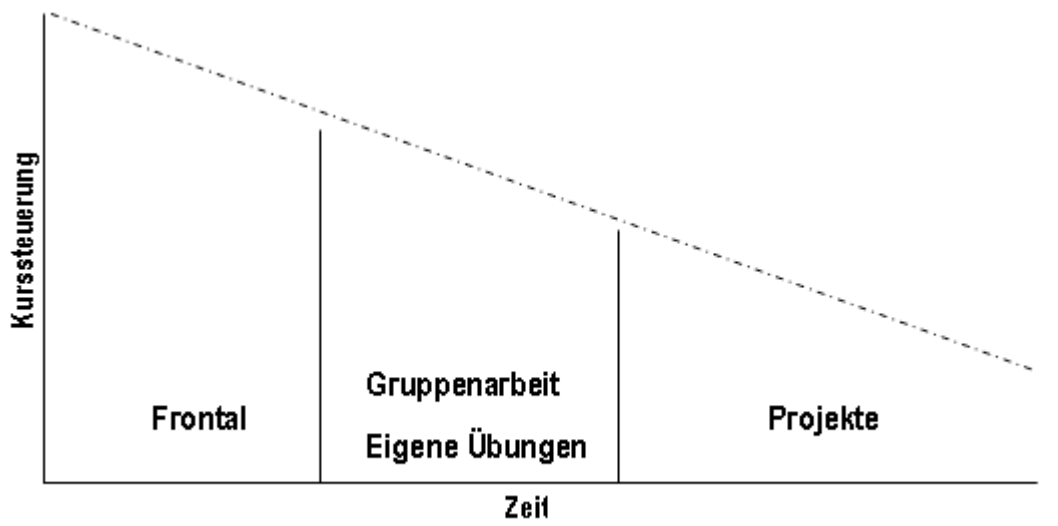 Kurssteuerung
Frontal
Gruppenarbeit
Eigene Übungen
Projekte
Zeit